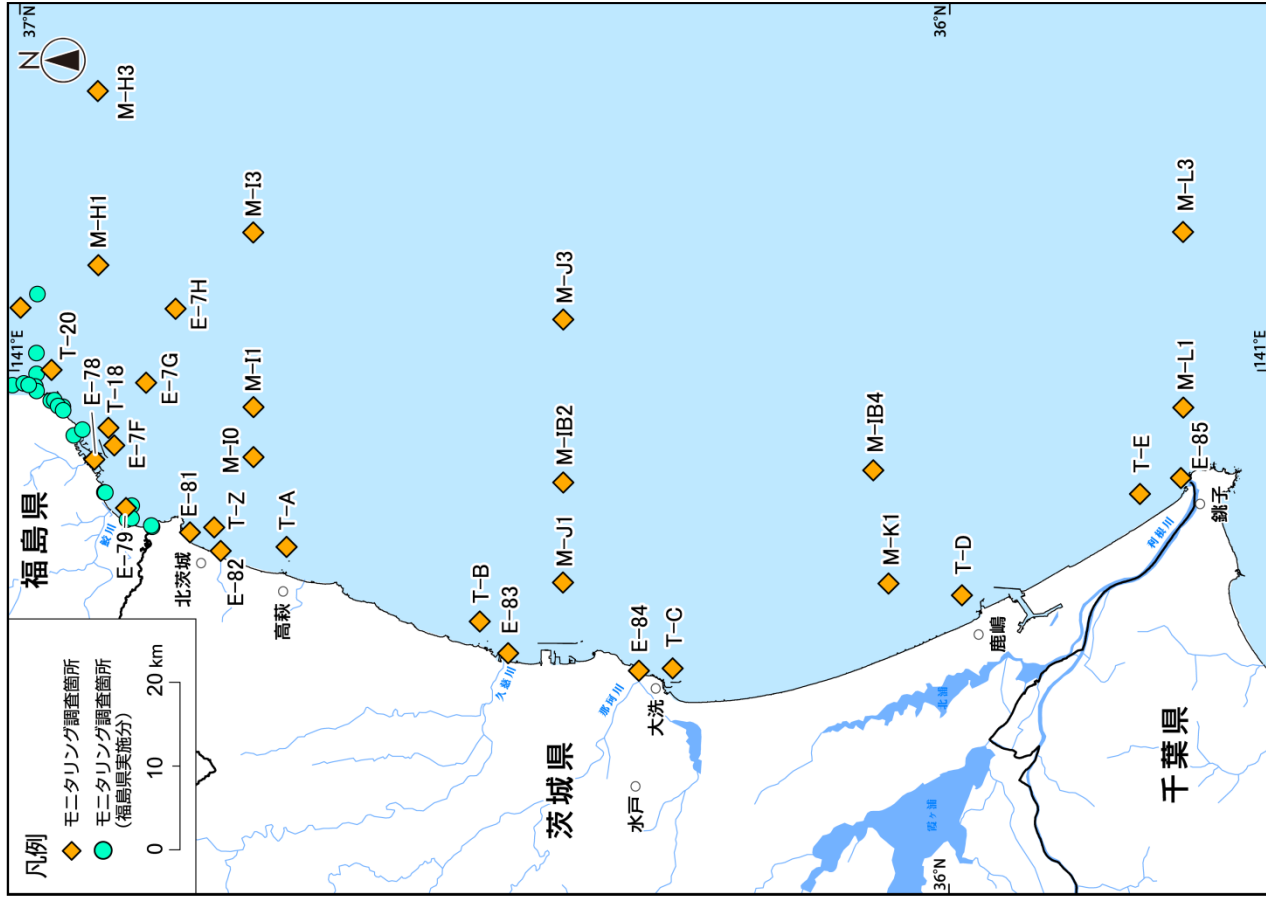 凡例
モニタリング調査箇所
モニタリング調査箇所
(福島県実施分)
0 10 20 km
N
37°N
141°E
福島県
鮫川
M-H3
M-H1
T-20
E-78
T-18
E-7F
E-7G
E-7H
E-79
E-81
北茨城
T-Z
E-82
M-I0
M-I1
M-I3
T-A
高萩
T-B
E-83
久慈川
M-J1
M-IB2
M-J3
茨城県
那珂川
E-84
T-C
大洗
水戸
M-IB4
M-K1
T-D
36°N
36°N
鹿嶋
北浦
霞ヶ浦
利根川
T-E
E-85
M-L1
M-L3
銚子
千葉県
141°E